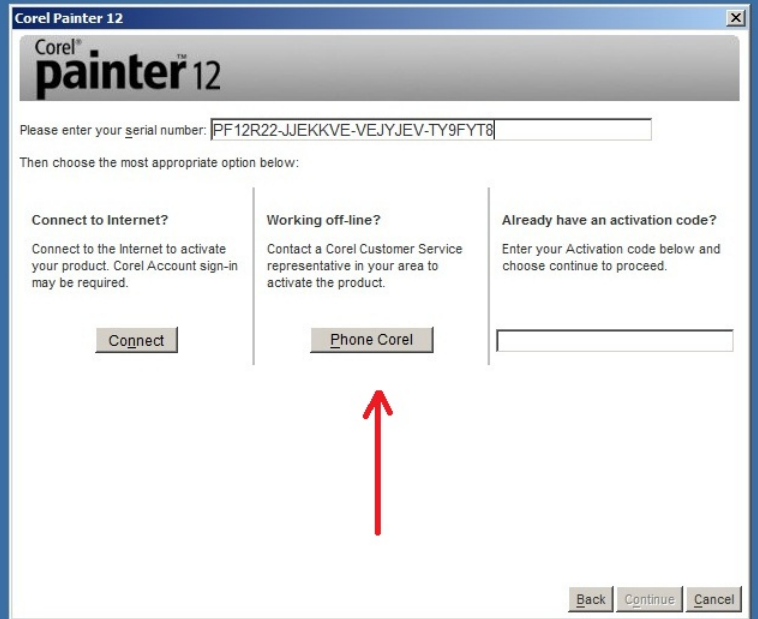 Corel Painter 12
Corel®
painter™ 12
Please enter your serial number: PF12R22-JJEKKVE-VEJYJEV-TY9FYT8
Then choose the most appropriate option below:
Connect to Internet?
Connect to the Internet to activate
your product. Corel Account sign-in
may be required.
Connect
Working off-line?
Contact a Corel Customer Service
representative in your area to
activate the product.
Phone Corel
Already have an activation code?
Enter your Activation code below and
choose continue to proceed.
Back Continue Cancel